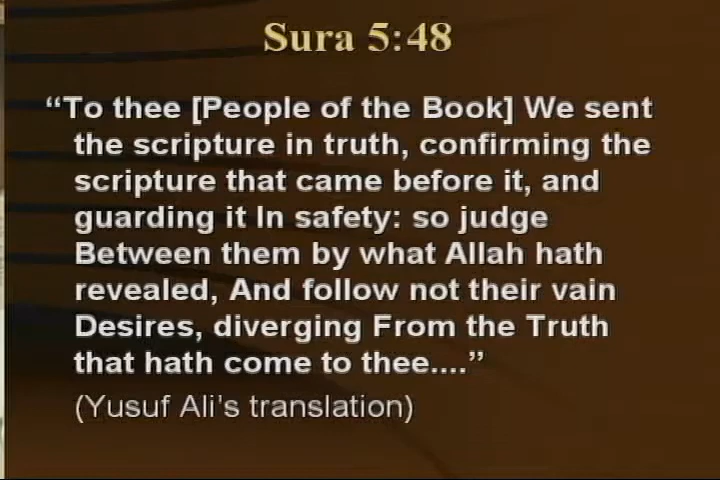 Sura 5:48
“To thee [People of the Book] We sent
the scripture in truth, confirming the
scripture that came before it, and
guarding it In safety: so judge
Between them by what Allah hath
revealed, And follow not their vain
Desires, diverging From the Truth
that hath come to thee....”
(Yusuf Ali’s translation)